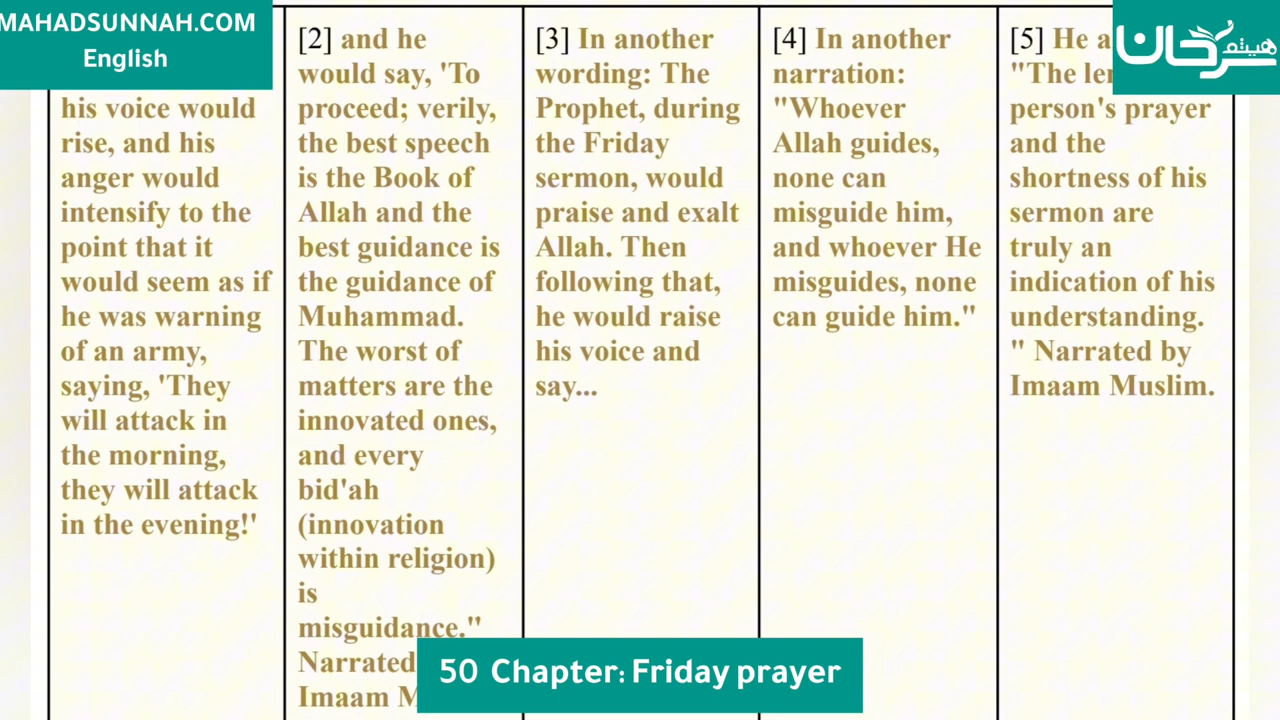 MAHADSUNNAH.COM
English
هيئة
سرحان
his voice would
rise, and his
anger would
intensify to the
point that it
would seem as if
he was warning
of an army,
saying, 'They
will attack in
the morning,
they will attack
in the evening!'
[2] and he
would say, 'To
proceed; verily,
the best speech
is the Book of
Allah and the
best guidance is
the guidance of
Muhammad.
The worst of
matters are the
innovated ones,
and every
bid'ah
(innovation
within religion)
is
misguidance."
Narrated
Imaam
[3] In another
wording: The
Prophet, during
the Friday
sermon, would
praise and exalt
Allah. Then
following that,
he would raise
his voice and
say...
[4] In another
narration:
"Whoever
Allah guides,
none can
misguide him,
and whoever He
misguides, none
can guide him."
[5] He
"The
person's prayer
and the
shortness of his
sermon are
truly an
indication of his
understanding.
" Narrated by
Imaam Muslim.
50 Chapter: Friday prayer